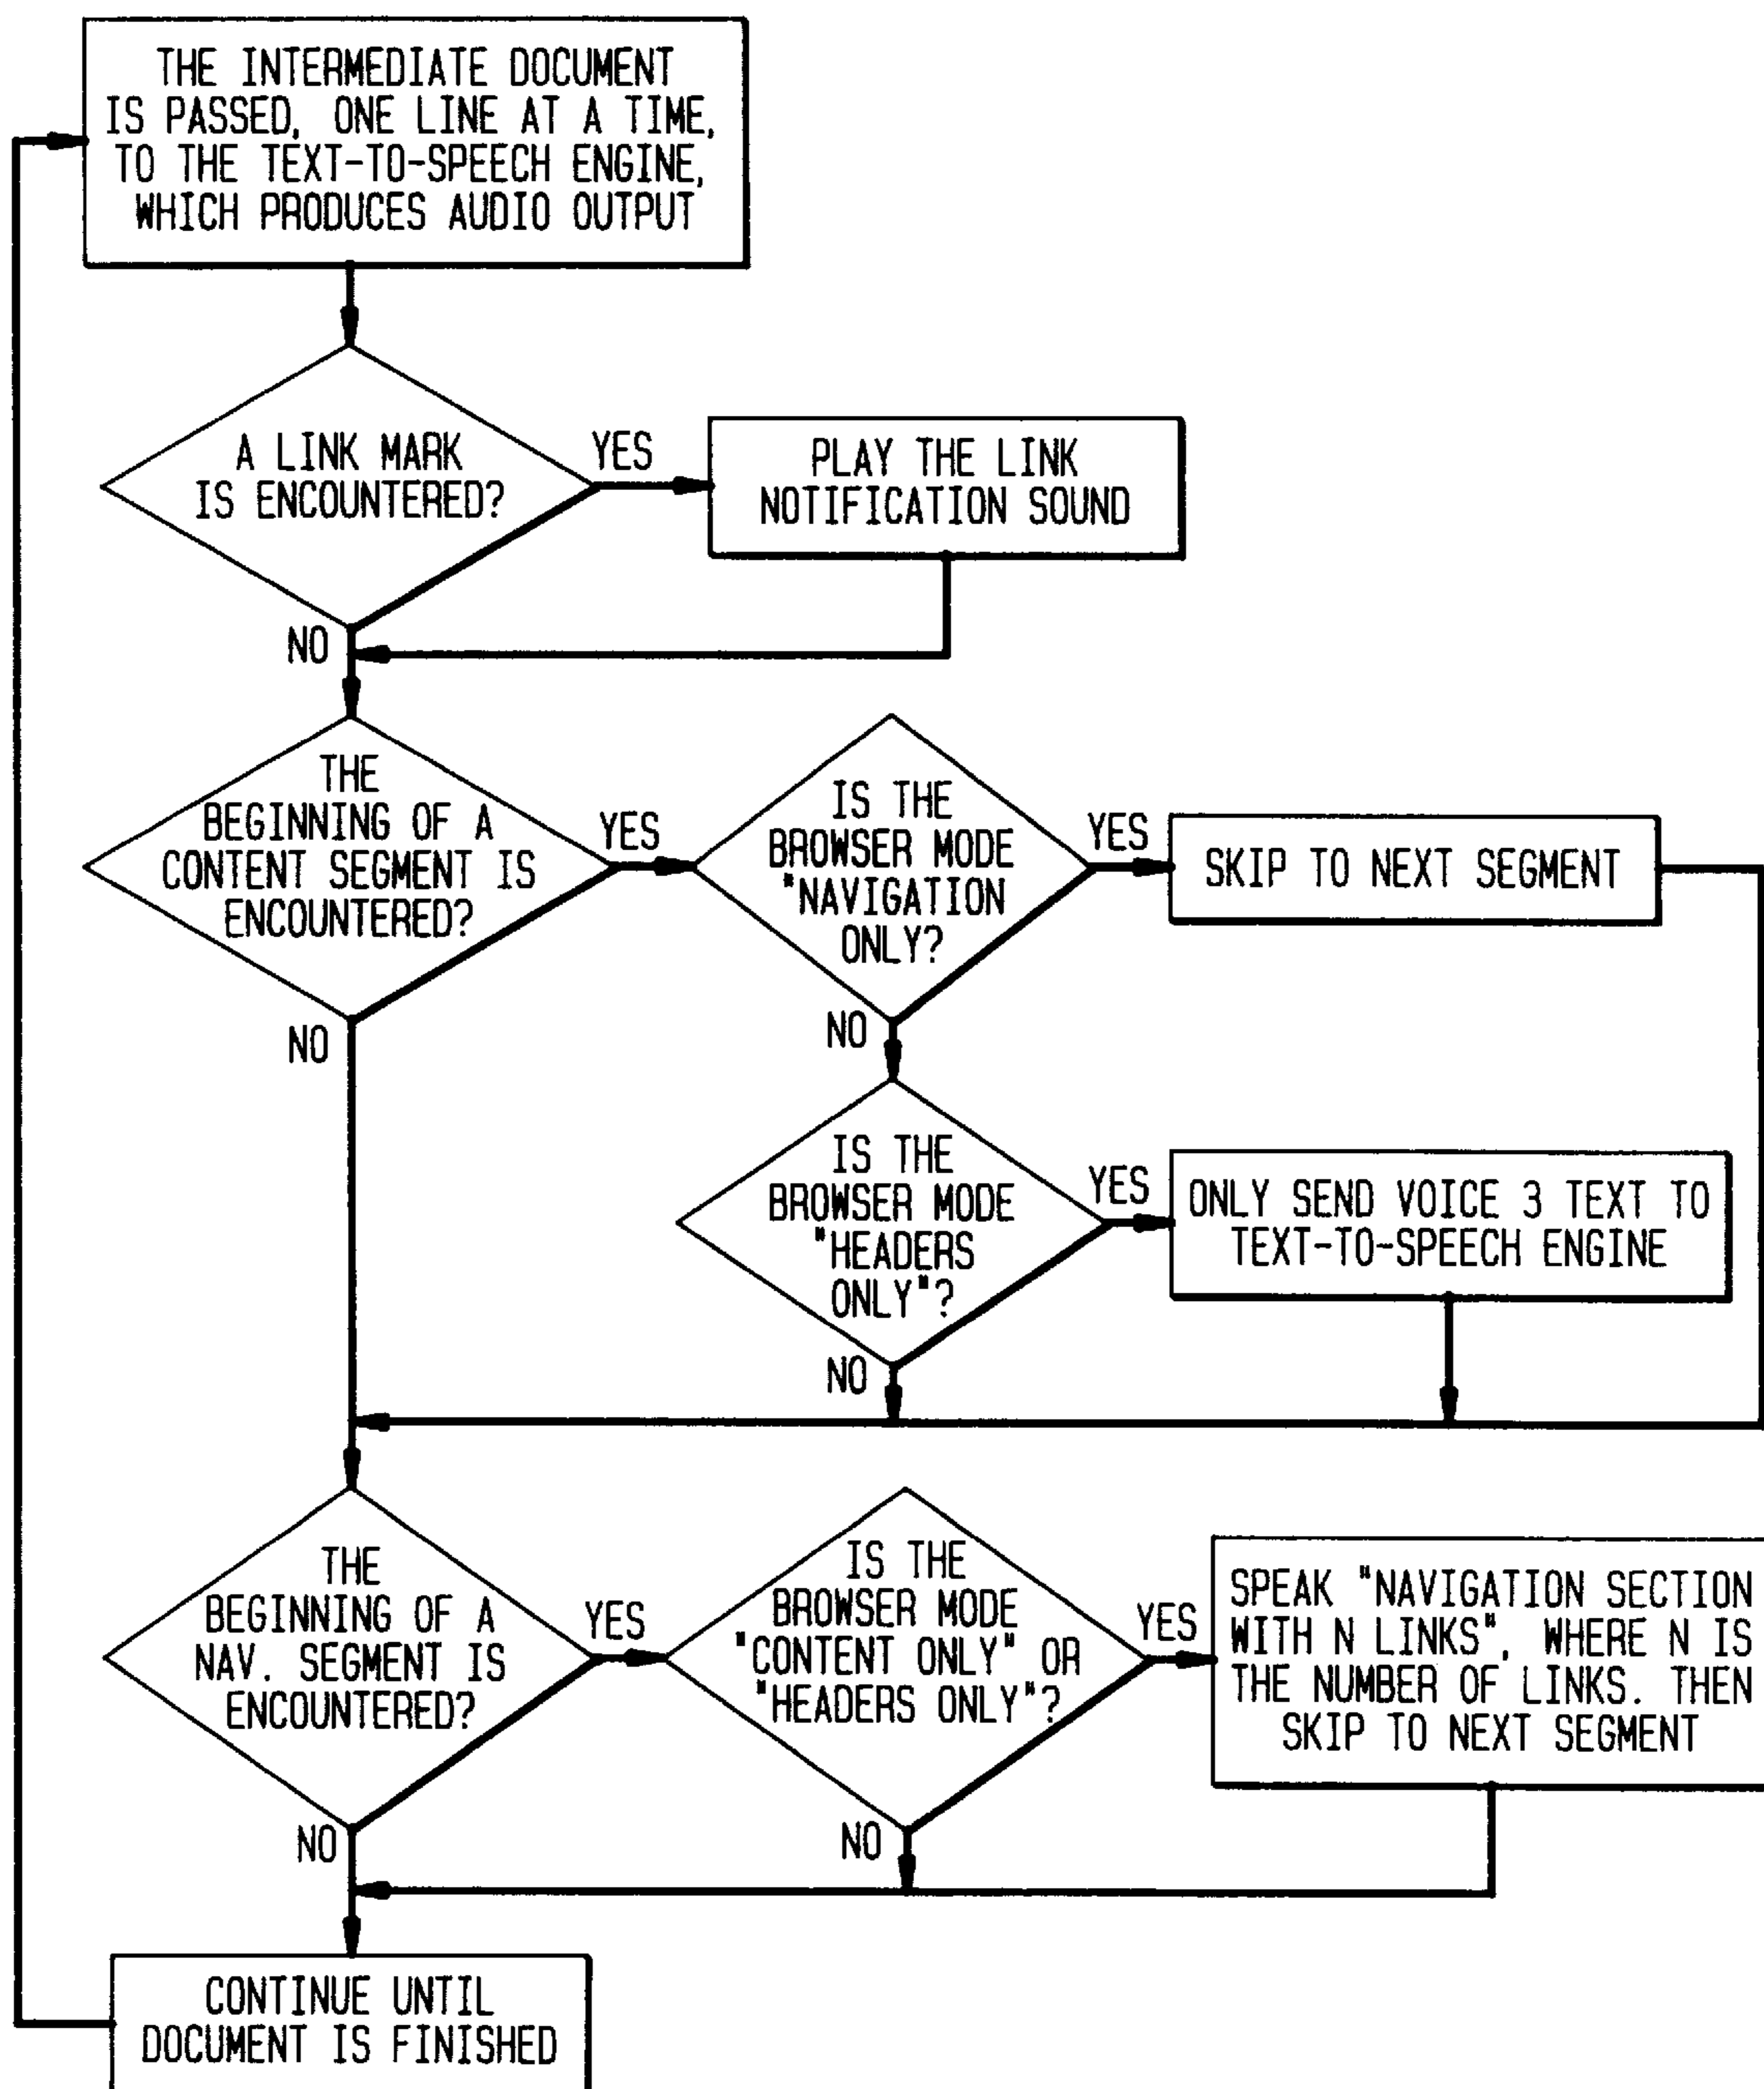 THE INTERMEDIATE DOCUMENT
IS PASSED, ONE LINE AT A TIME,
TO THE TEXT-TO-SPEECH ENGINE,
WHICH PRODUCES AUDIO OUTPUT
A LINK MARK
IS ENCOUNTERED?
YES
PLAY THE LINK
NOTIFICATION SOUND
NO
THE
BEGINNING OF A
CONTENT SEGMENT IS
ENCOUNTERED?
YES
IS THE
BROWSER MODE
"NAVIGATION
ONLY?
YES
SKIP TO NEXT SEGMENT
NO
NO
IS THE
BROWSER MODE
"HEADERS
ONLY"?
YES
ONLY SEND VOICE 3 TEXT TO
TEXT-TO-SPEECH ENGINE
NO
THE
BEGINNING OF A
NAV. SEGMENT IS
ENCOUNTERED?
YES
IS THE
BROWSER MODE
"CONTENT ONLY" OR
"HEADERS ONLY"?
YES
SPEAK "NAVIGATION SECTION
WITH N LINKS", WHERE N IS
THE NUMBER OF LINKS. THEN
SKIP TO NEXT SEGMENT
NO
NO
CONTINUE UNTIL
DOCUMENT IS FINISHED